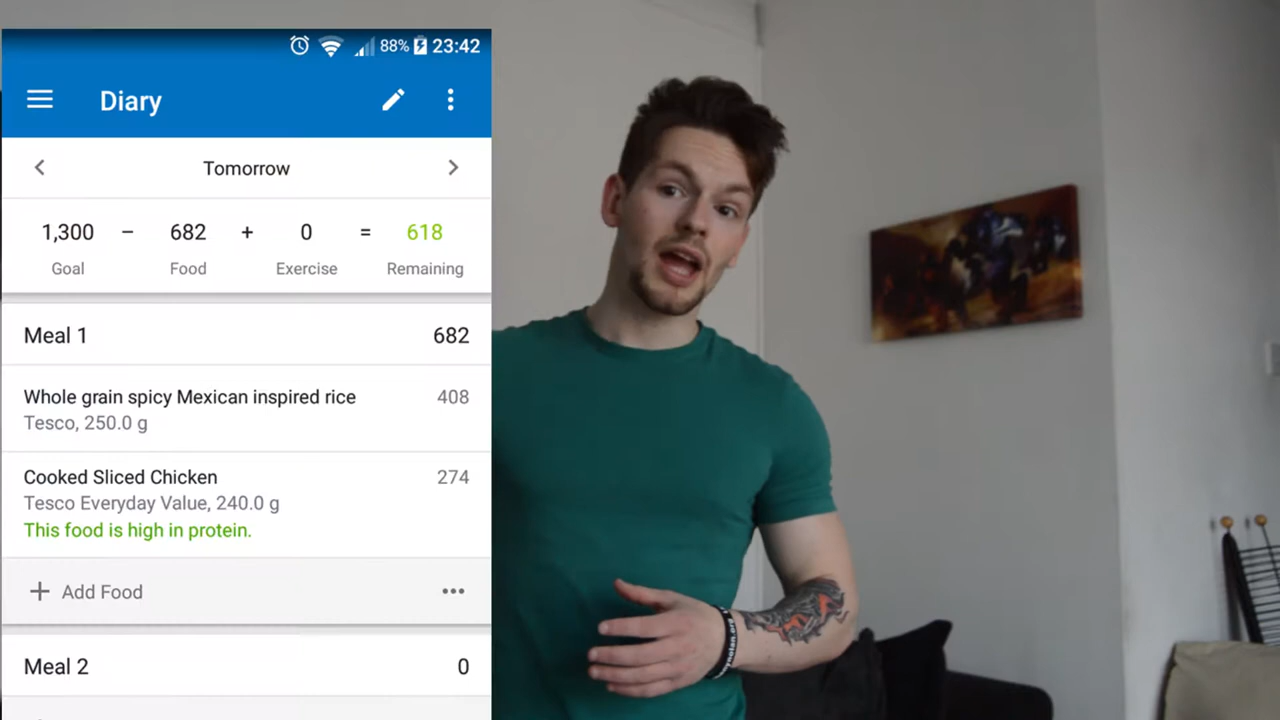 88% 23:42
Diary
Tomorrow
1,300 − 682 + 0 = 618
Goal Food Exercise Remaining
Meal 1 682
Whole grain spicy Mexican inspired rice 408
Tesco, 250.0 g
Cooked Sliced Chicken 274
Tesco Everyday Value, 240.0 g
This food is high in protein.
+ Add Food
Meal 2 0